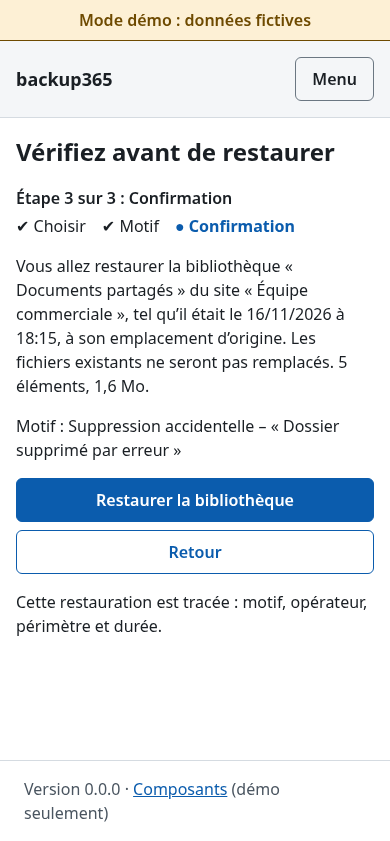 Mode démo : données fictives
backup365
Menu
Vérifiez avant de restaurer
Étape 3 sur 3 : Confirmation
✔ Choisir ✔ Motif ● Confirmation
Vous allez restaurer la bibliothèque «
Documents partagés » du site « Équipe
commerciale », tel qu’il était le 16/11/2026 à
18:15, à son emplacement d’origine. Les
fichiers existants ne seront pas remplacés. 5
éléments, 1,6 Mo.
Motif : Suppression accidentelle – « Dossier
supprimé par erreur »
Restaurer la bibliothèque
Retour
Cette restauration est tracée : motif, opérateur,
périmètre et durée.
Version 0.0.0 · Composants (démo
seulement)